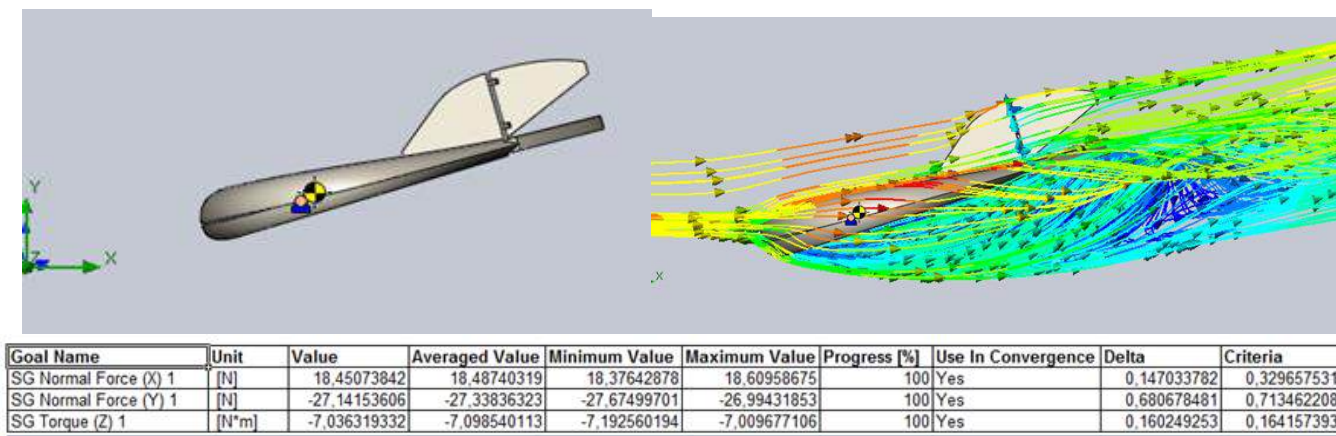 Y
X
Z
X
Goal Name Unit Value Averaged Value Minimum Value Maximum Value Progress [%] Use In Convergence Delta Criteria
SG Normal Force (X) 1 [N] 18,45073842 18,48740319 18,37642878 18,60958675 100 Yes 0,147033782 0,329657531
SG Normal Force (Y) 1 [N] -27,14153606 -27,33836323 -27,67499701 -26,99431853 100 Yes 0,680678481 0,713462208
SG Torque (Z) 1 [N*m] -7,036319332 -7,098540113 -7,192560194 -7,009677106 100 Yes 0,160249253 0,164157393